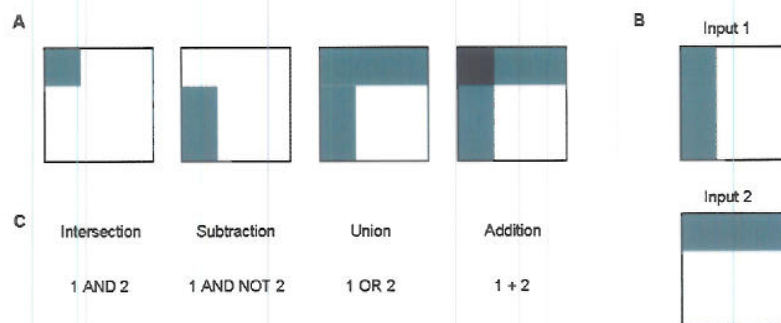 A
B
Input 1
Input 2
C
Intersection Subtraction Union Addition
1 AND 2 1 AND NOT 2 1 OR 2 1 + 2